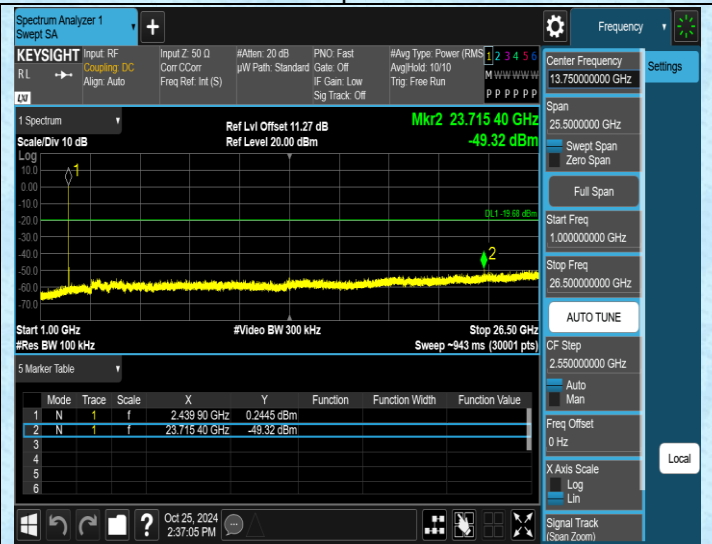 Spectrum Analyzer 1
Swept SA
+
Frequency
KEYSIGHT
RL
LXI
Input: RF
Coupling: DC
Align: Auto
Input Z: 50 Ω
Corr CCorr
Freq Ref: Int (S)
#Atten: 20 dB
µW Path: Standard
PNO: Fast
Gate: Off
IF Gain: Low
Sig Track: Off
#Avg Type: Power (RMS
Avg|Hold: 10/10
Trig: Free Run
1 2 3 4 5 6
M W W W W W
P P P P P P
1 Spectrum
Scale/Div 10 dB
Ref Lvl Offset 11.27 dB
Ref Level 20.00 dBm
Mkr2 23.715 40 GHz
-49.32 dBm
Log
10.0
0.00
-10.0
-20.0
-30.0
-40.0
-50.0
-60.0
-70.0
1
DL1 -19.68 dBm
2
Start 1.00 GHz
#Video BW 300 kHz
Stop 26.50 GHz
#Res BW 100 kHz
Sweep ~943 ms (30001 pts)
5 Marker Table
Mode Trace Scale X Y Function Function Width Function Value
1 N 1 f 2.439 90 GHz 0.2445 dBm
2 N 1 f 23.715 40 GHz -49.32 dBm
3
4
5
6
Oct 25, 2024
2:37:05 PM
?
Center Frequency
13.750000000 GHz
Settings
Span
25.5000000 GHz
Swept Span
Zero Span
Full Span
Start Freq
1.000000000 GHz
Stop Freq
26.500000000 GHz
AUTO TUNE
CF Step
2.550000000 GHz
Auto
Man
Freq Offset
0 Hz
X Axis Scale
Log
Lin
Local
Signal Track
(Span Zoom)